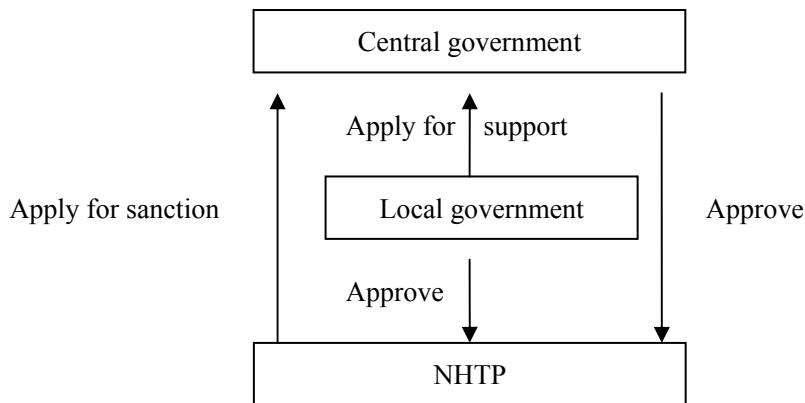 Central government
Apply for support
Apply for sanction
Local government
Approve
Approve
NHTP